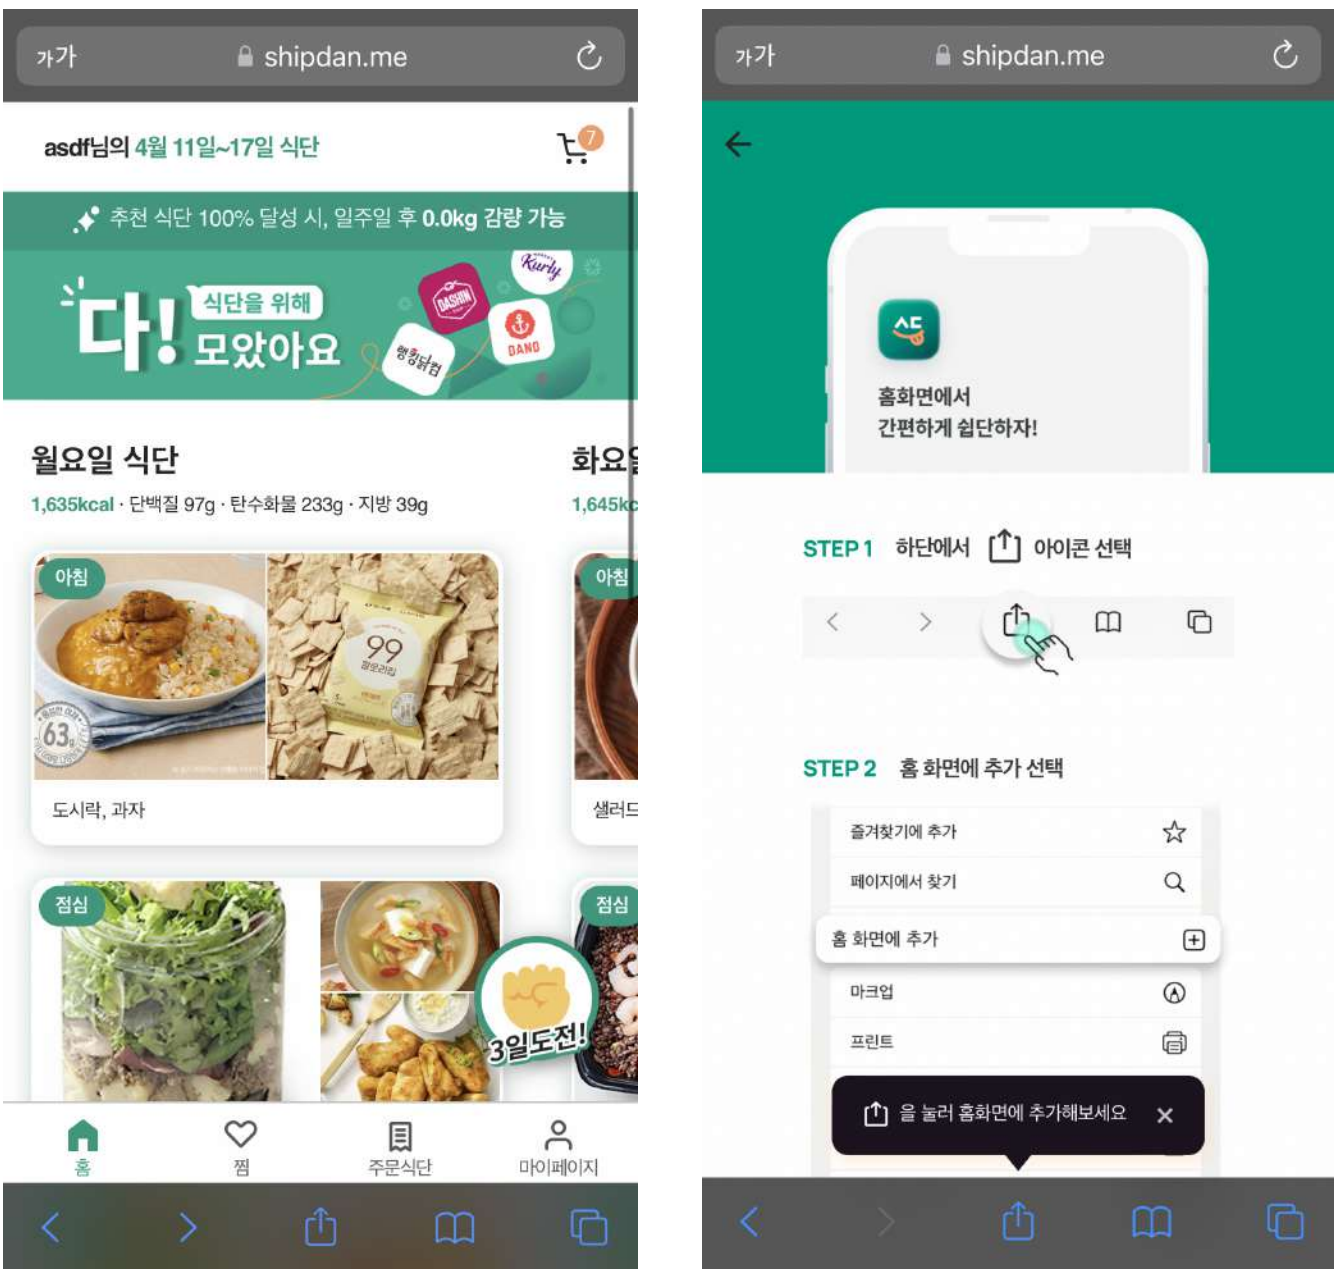 가가 shipdan.me
asdf님의 4월 11일~17일 식단 7
추천 식단 100% 달성 시, 일주일 후 0.0kg 감량 가능
다! 식단을 위해
모았아요
Kurly
DASHIN
DANO
랭킹닭컴
월요일 식단
1,635kcal · 단백질 97g · 탄수화물 233g · 지방 39g
화요일
1,645kc
아침
99
63g
도시락, 과자
아침
샐러드
점심
점심
3일도전!
홈 찜 주문식단 마이페이지
가가 shipdan.me
홈화면에서
간편하게 쉽단하자!
STEP 1 하단에서 아이콘 선택
STEP 2 홈 화면에 추가 선택
즐겨찾기에 추가
페이지에서 찾기
홈 화면에 추가
마크업
프린트
을 눌러 홈화면에 추가해보세요